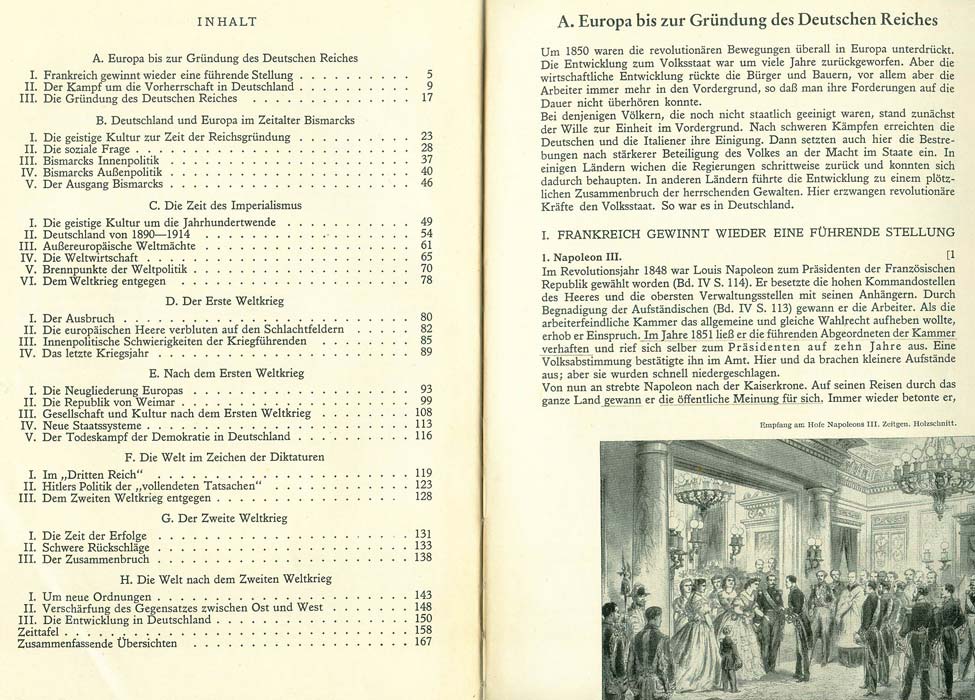 INHALT
A. Europa bis zur Gründung des Deutschen Reiches
I. Frankreich gewinnt wieder eine führende Stellung . . . . . . . . . . 5
II. Der Kampf um die Vorherrschaft in Deutschland . . . . . . . . . . 9
III. Die Gründung des Deutschen Reiches . . . . . . . . . . . . 17
B. Deutschland und Europa im Zeitalter Bismarcks
I. Die geistige Kultur zur Zeit der Reichsgründung . . . . . . . . . . 23
II. Die soziale Frage . . . . . . . . . . . . . . . . . . . . . 28
III. Bismarcks Innenpolitik . . . . . . . . . . . . . . . . . . . 37
IV. Bismarcks Außenpolitik . . . . . . . . . . . . . . . . . . . 40
V. Der Ausgang Bismarcks . . . . . . . . . . . . . . . . . . . 46
C. Die Zeit des Imperialismus
I. Die geistige Kultur um die Jahrhundertwende . . . . . . . . . . 49
II. Deutschland von 1890—1914 . . . . . . . . . . . . . . . . 54
III. Außereuropäische Weltmächte . . . . . . . . . . . . . . . . 61
IV. Die Weltwirtschaft . . . . . . . . . . . . . . . . . . . . . 65
V. Brennpunkte der Weltpolitik . . . . . . . . . . . . . . . . . 70
VI. Dem Weltkrieg entgegen . . . . . . . . . . . . . . . . . . 78
D. Der Erste Weltkrieg
I. Der Ausbruch . . . . . . . . . . . . . . . . . . . . . . . 80
II. Die europäischen Heere verbluten auf den Schlachtfeldern . . . . . . 82
III. Innenpolitische Schwierigkeiten der Kriegführenden . . . . . . . . . 85
IV. Das letzte Kriegsjahr . . . . . . . . . . . . . . . . . . . . 89
E. Nach dem Ersten Weltkrieg
I. Die Neugliederung Europas . . . . . . . . . . . . . . . . . 93
II. Die Republik von Weimar . . . . . . . . . . . . . . . . . . 99
III. Gesellschaft und Kultur nach dem Ersten Weltkrieg . . . . . . . . 108
IV. Neue Staatssysteme . . . . . . . . . . . . . . . . . . . . 113
V. Der Todeskampf der Demokratie in Deutschland . . . . . . . . . . 116
F. Die Welt im Zeichen der Diktaturen
I. Im „Dritten Reich“ . . . . . . . . . . . . . . . . . . . . . 119
II. Hitlers Politik der „vollendeten Tatsachen“ . . . . . . . . . . . . 123
III. Dem Zweiten Weltkrieg entgegen . . . . . . . . . . . . . . . 128
G. Der Zweite Weltkrieg
I. Die Zeit der Erfolge . . . . . . . . . . . . . . . . . . . . . 131
II. Schwere Rückschläge . . . . . . . . . . . . . . . . . . . . 133
III. Der Zusammenbruch . . . . . . . . . . . . . . . . . . . . 138
H. Die Welt nach dem Zweiten Weltkrieg
I. Um neue Ordnungen . . . . . . . . . . . . . . . . . . . . 143
II. Verschärfung des Gegensatzes zwischen Ost und West . . . . . . . 148
III. Die Entwicklung in Deutschland . . . . . . . . . . . . . . . 150
Zeittafel . . . . . . . . . . . . . . . . . . . . . . . . . . . 158
Zusammenfassende Übersichten . . . . . . . . . . . . . . . . . 167
A. Europa bis zur Gründung des Deutschen Reiches
Um 1850 waren die revolutionären Bewegungen überall in Europa unterdrückt.
Die Entwicklung zum Volksstaat war um viele Jahre zurückgeworfen. Aber die
wirtschaftliche Entwicklung rückte die Bürger und Bauern, vor allem aber die
Arbeiter immer mehr in den Vordergrund, so daß man ihre Forderungen auf die
Dauer nicht überhören konnte.
Bei denjenigen Völkern, die noch nicht staatlich geeinigt waren, stand zunächst
der Wille zur Einheit im Vordergrund. Nach schweren Kämpfen erreichten die
Deutschen und die Italiener ihre Einigung. Dann setzten auch hier die Bestre-
bungen nach stärkerer Beteiligung des Volkes an der Macht im Staate ein. In
einigen Ländern wichen die Regierungen schrittweise zurück und konnten sich
dadurch behaupten. In anderen Ländern führte die Entwicklung zu einem plötz-
lichen Zusammenbruch der herrschenden Gewalten. Hier erzwangen revolutionäre
Kräfte den Volksstaat. So war es in Deutschland.
I. FRANKREICH GEWINNT WIEDER EINE FÜHRENDE STELLUNG
1. Napoleon III. [1
Im Revolutionsjahr 1848 war Louis Napoleon zum Präsidenten der Französischen
Republik gewählt worden (Bd. IV S. 114). Er besetzte die hohen Kommandostellen
des Heeres und die obersten Verwaltungsstellen mit seinen Anhängern. Durch
Begnadigung der Aufständischen (Bd. IV S. 113) gewann er die Arbeiter. Als die
arbeiterfeindliche Kammer das allgemeine und gleiche Wahlrecht aufheben wollte,
erhob er Einspruch. Im Jahre 1851 ließ er die führenden Abgeordneten der Kammer
verhaften und rief sich selber zum Präsidenten auf zehn Jahre aus. Eine
Volksabstimmung bestätigte ihn im Amt. Hier und da brachen kleinere Aufstände
aus; aber sie wurden schnell niedergeschlagen.
Von nun an strebte Napoleon nach der Kaiserkrone. Auf seinen Reisen durch das
ganze Land gewann er die öffentliche Meinung für sich. Immer wieder betonte er,
Empfang am Hofe Napoleons III. Zeitgen. Holzschnitt.